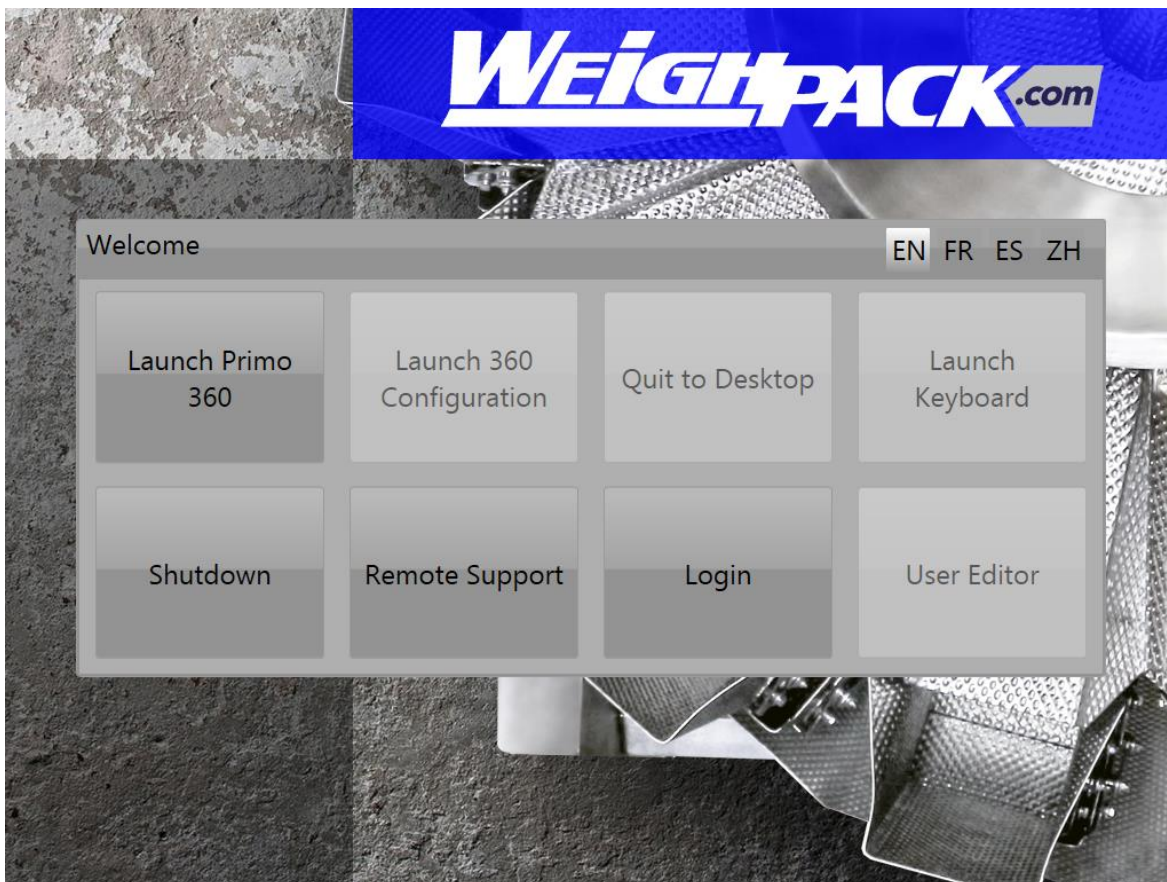 WEiGHPACK.com
Welcome
EN FR ES ZH
Launch Primo
360
Launch 360
Configuration
Quit to Desktop
Launch
Keyboard
Shutdown
Remote Support
Login
User Editor